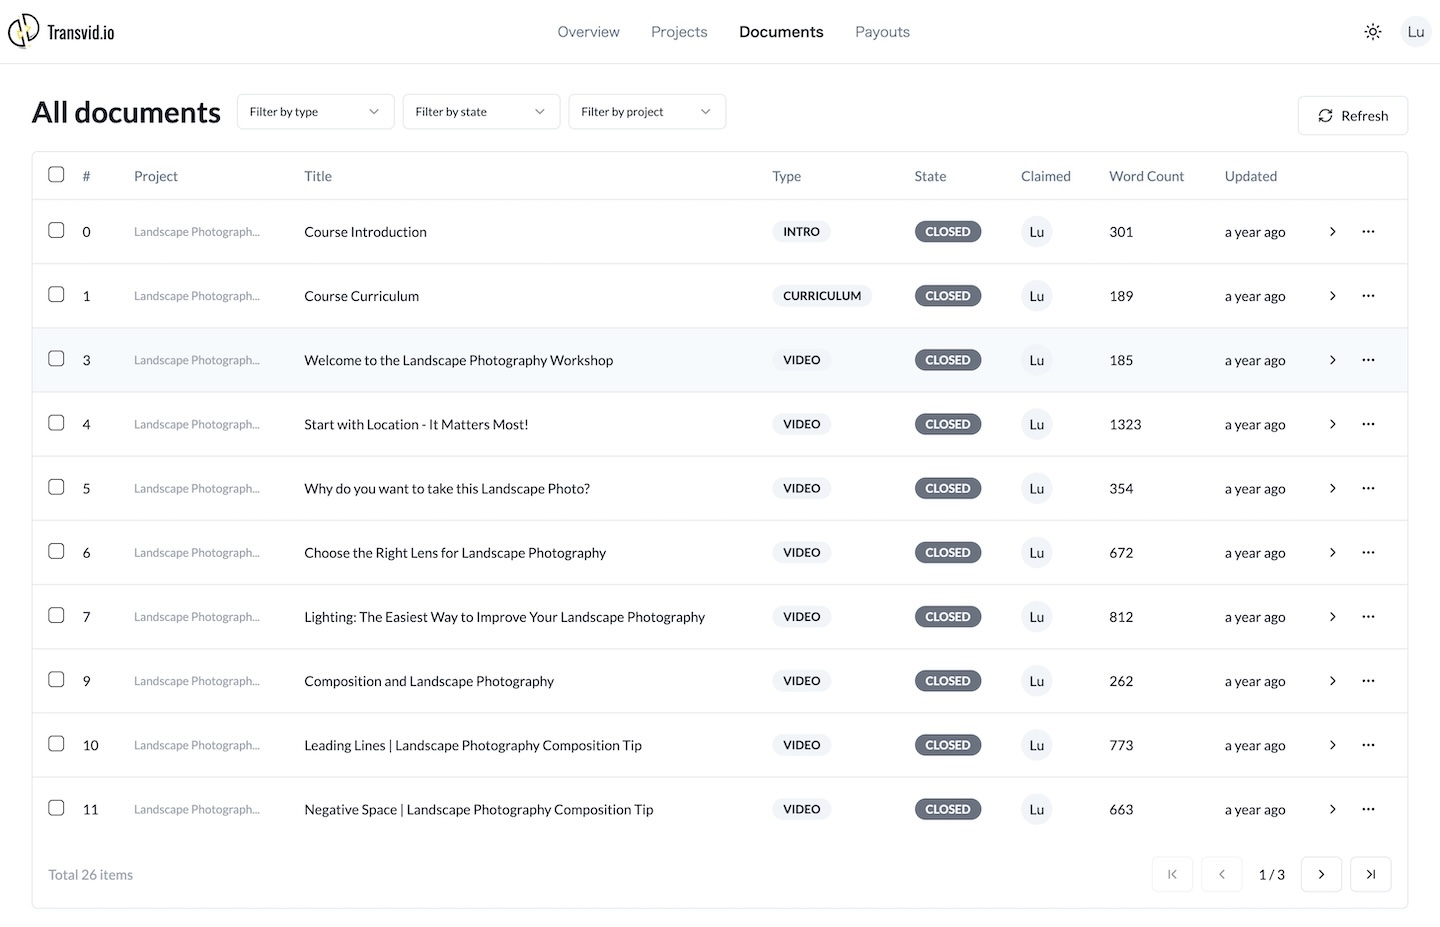 Transvid.io
Overview Projects Documents Payouts
Lu
All documents
Filter by type
Filter by state
Filter by project
Refresh
# Project Title Type State Claimed Word Count Updated
0 Landscape Photograph... Course Introduction INTRO CLOSED Lu 301 a year ago
1 Landscape Photograph... Course Curriculum CURRICULUM CLOSED Lu 189 a year ago
3 Landscape Photograph... Welcome to the Landscape Photography Workshop VIDEO CLOSED Lu 185 a year ago
4 Landscape Photograph... Start with Location - It Matters Most! VIDEO CLOSED Lu 1323 a year ago
5 Landscape Photograph... Why do you want to take this Landscape Photo? VIDEO CLOSED Lu 354 a year ago
6 Landscape Photograph... Choose the Right Lens for Landscape Photography VIDEO CLOSED Lu 672 a year ago
7 Landscape Photograph... Lighting: The Easiest Way to Improve Your Landscape Photography VIDEO CLOSED Lu 812 a year ago
9 Landscape Photograph... Composition and Landscape Photography VIDEO CLOSED Lu 262 a year ago
10 Landscape Photograph... Leading Lines | Landscape Photography Composition Tip VIDEO CLOSED Lu 773 a year ago
11 Landscape Photograph... Negative Space | Landscape Photography Composition Tip VIDEO CLOSED Lu 663 a year ago
Total 26 items
1 / 3